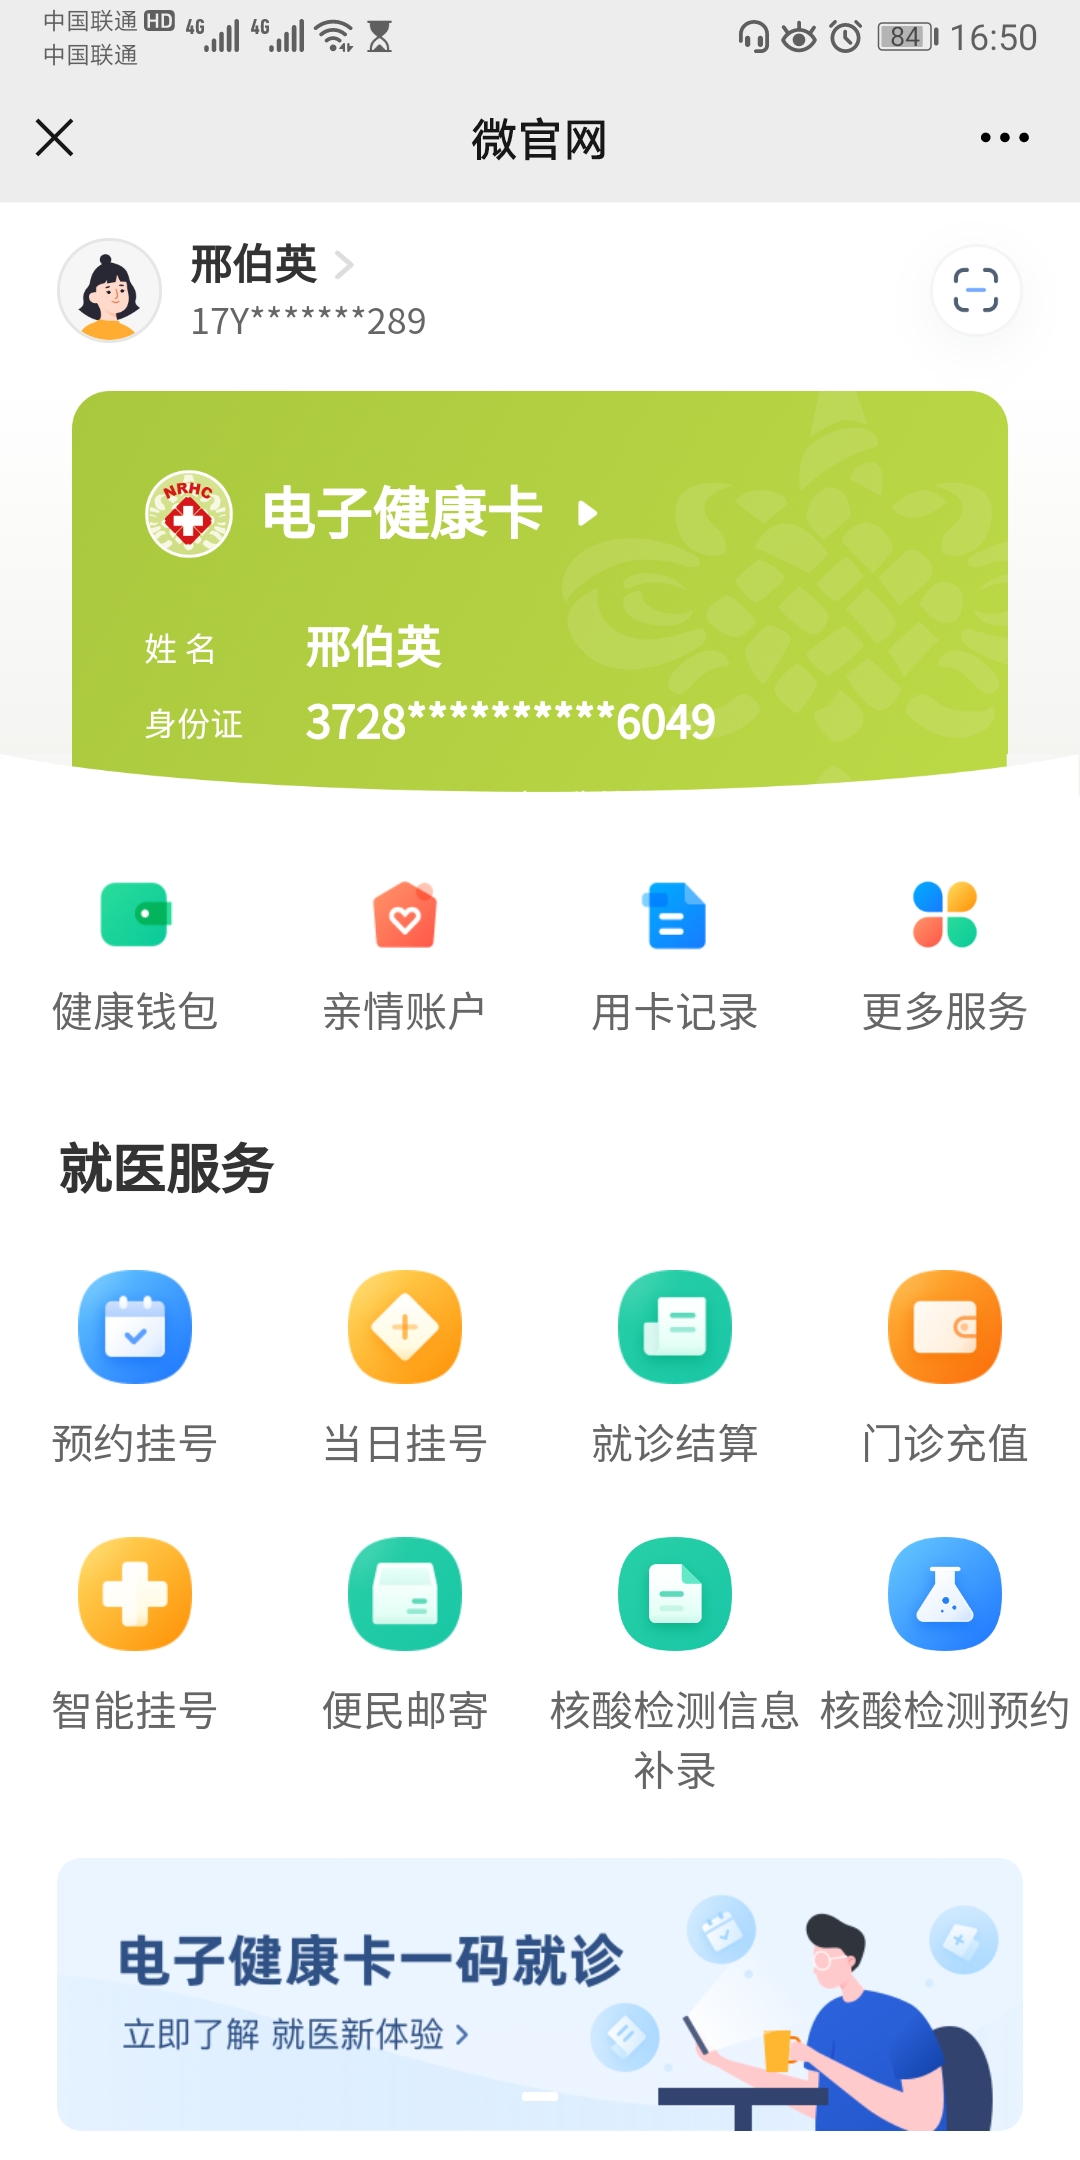 中国联通 HD 4G 4G 84 16:50
中国联通
微官网
邢伯英
17Y*******289
NRHC
电子健康卡
姓 名 邢伯英
身份证 3728**********6049
健康钱包 亲情账户 用卡记录 更多服务
就医服务
预约挂号 当日挂号 就诊结算 门诊充值
智能挂号 便民邮寄 核酸检测信息 核酸检测预约
补录
电子健康卡一码就诊
立即了解 就医新体验